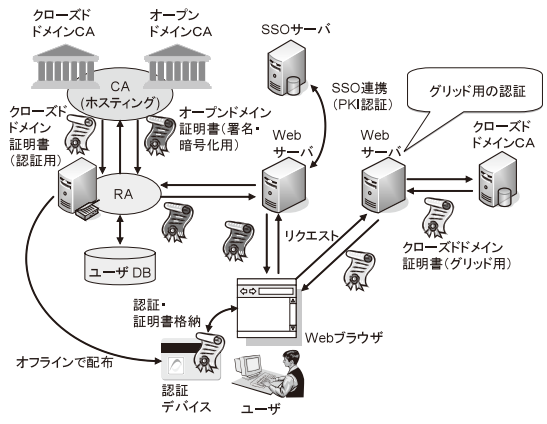 クローズド
ドメインCA
オープン
ドメインCA
SSOサーバ
CA
(ホスティング)
SSO連携
(PKI認証)
グリッド用の認証
クローズド
ドメイン
証明書
(認証用)
オープンドメイン
証明書(署名・
暗号化用)
Web
サーバ
Web
サーバ
クローズド
ドメインCA
RA
リクエスト
クローズドドメイン
証明書(グリッド用)
ユーザDB
認証・
証明書格納
Webブラウザ
オフラインで配布
認証
デバイス
ユーザ